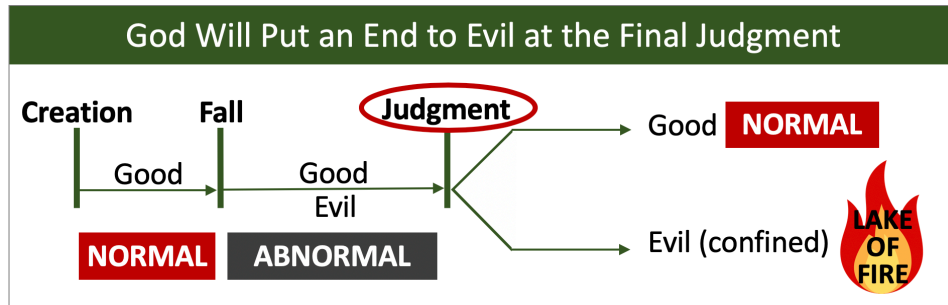 God Will Put an End to Evil at the Final Judgment
Creation
Fall
Judgment
Good
Good
Evil
NORMAL
ABNORMAL
Good
NORMAL
Evil (confined)
LAKE
OF
FIRE